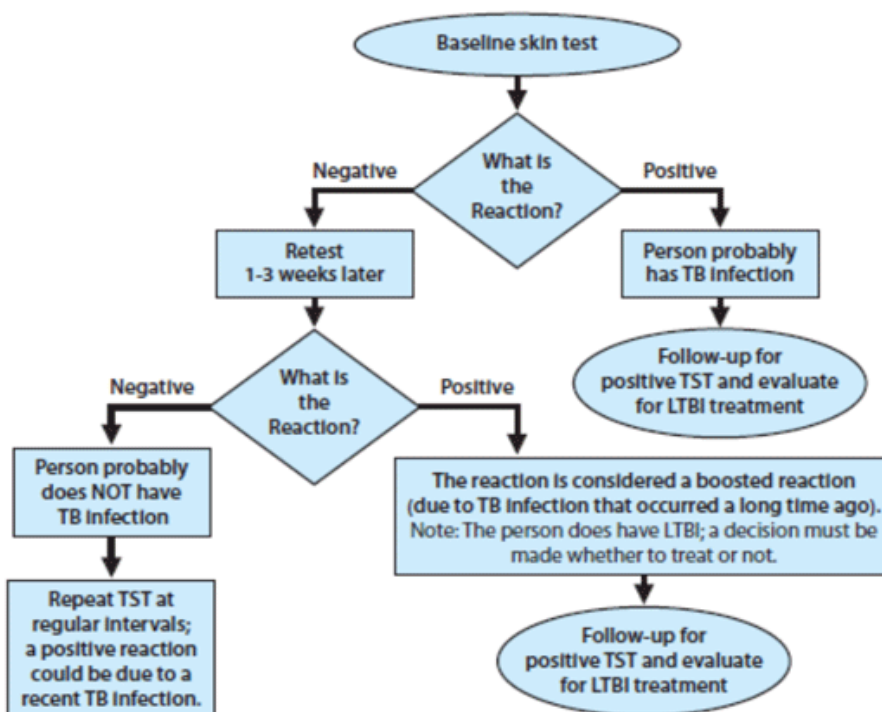 Baseline skin test
What is
the
Reaction?
Negative
Positive
Retest
1-3 weeks later
Person probably
has TB infection
Follow-up for
positive TST and evaluate
for LTBI treatment
What is
the
Reaction?
Negative
Positive
Person probably
does NOT have
TB infection
The reaction is considered a boosted reaction
(due to TB infection that occurred a long time ago).
Note: The person does have LTBI; a decision must be
made whether to treat or not.
Repeat TST at
regular intervals;
a positive reaction
could be due to a
recent TB infection.
Follow-up for
positive TST and evaluate
for LTBI treatment